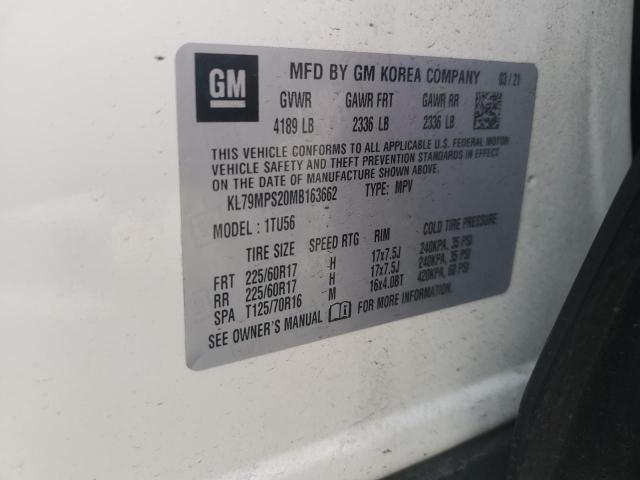 GM MFD BY GM KOREA COMPANY 03/21
GVWR GAWR FRT GAWR RR
4189 LB 2336 LB 2336 LB
THIS VEHICLE CONFORMS TO ALL APPLICABLE U.S. FEDERAL MOTOR
VEHICLE SAFETY AND THEFT PREVENTION STANDARDS IN EFFECT
ON THE DATE OF MANUFACTURE SHOWN ABOVE.
KL79MPS20MB163662 TYPE: MPV
MODEL: 1TU56
TIRE SIZE SPEED RTG RIM COLD TIRE PRESSURE
FRT 225/60R17 H 17x7.5J 240KPA, 35 PSI
RR 225/60R17 H 17x7.5J 240KPA, 35 PSI
SPA T125/70R16 M 16x4.0BT 420KPA, 60 PSI
SEE OWNER'S MANUAL FOR MORE INFORMATION.